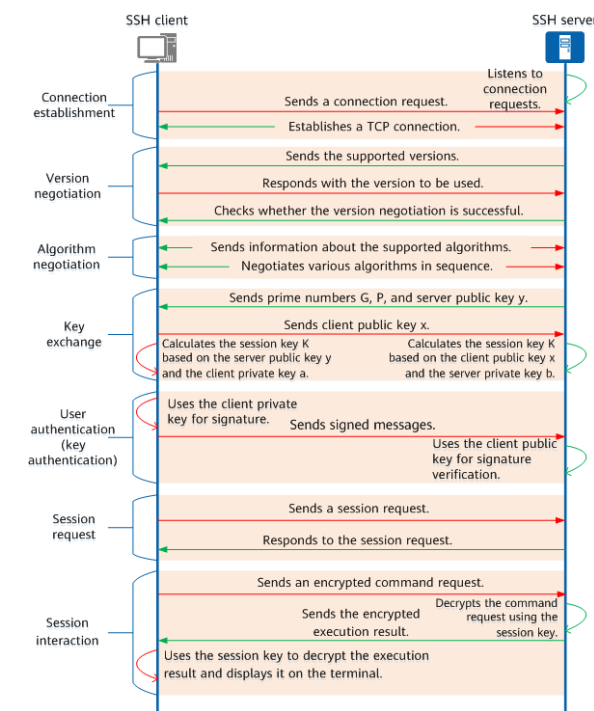 SSH client
SSH server
Listens to
connection
requests.
Connection
establishment
Sends a connection request.
Establishes a TCP connection.
Version
negotiation
Sends the supported versions.
Responds with the version to be used.
Checks whether the version negotiation is successful.
Algorithm
negotiation
Sends information about the supported algorithms.
Negotiates various algorithms in sequence.
Key
exchange
Sends prime numbers G, P, and server public key y.
Sends client public key x.
Calculates the session key K
based on the server public key y
and the client private key a.
Calculates the session key K
based on the client public key x
and the server private key b.
User
authentication
(key
authentication)
Uses the client private
key for signature.
Sends signed messages.
Uses the client public
key for signature
verification.
Session
request
Sends a session request.
Responds to the session request.
Session
interaction
Sends an encrypted command request.
Decrypts the command
request using the
session key.
Sends the encrypted
execution result.
Uses the session key to decrypt the execution
result and displays it on the terminal.